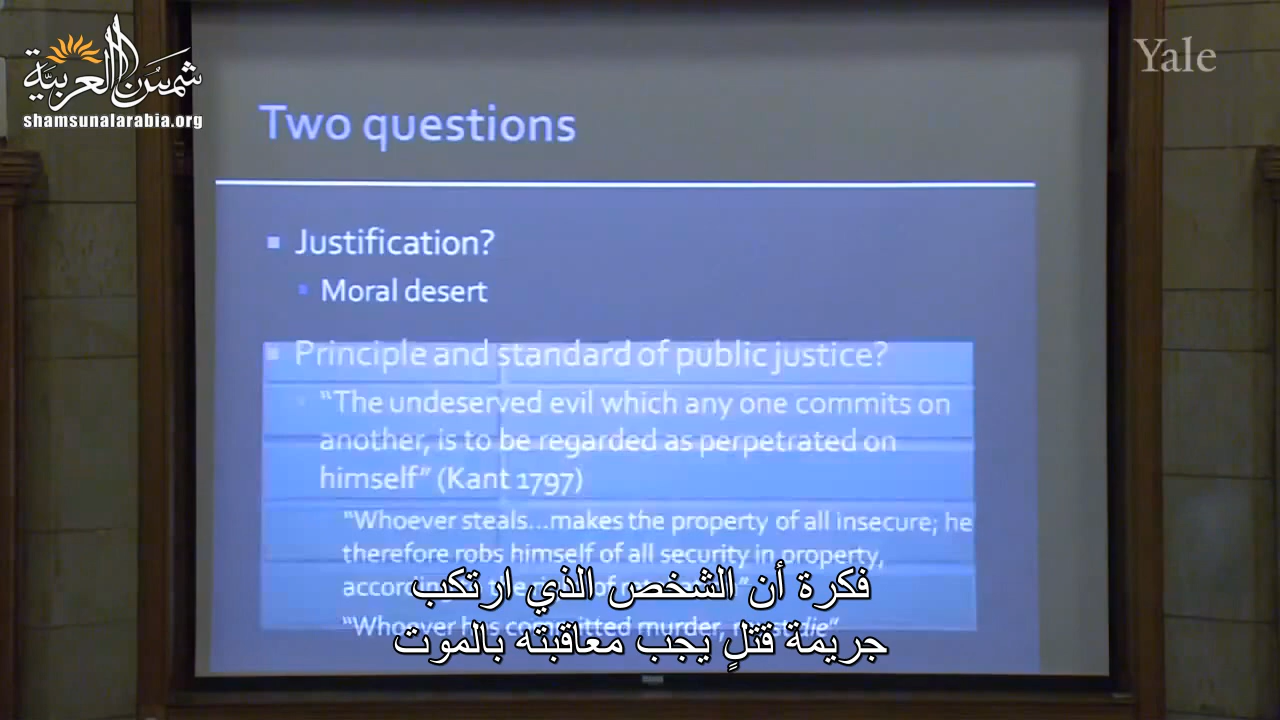 شمس العربية
shamsunalarabia.org
Yale
Two questions
Justification?
Moral desert
Principle and standard of public justice?
“The undeserved evil which any one commits on
another, is to be regarded as perpetrated on
himself” (Kant 1797)
“Whoever steals...makes the property of all insecure; he
therefore robs himself of all security in property,
according
“Whoever has committed murder, must die”
فكرة أن الشخص الذي ارتكب
جريمة قتلٍ يجب معاقبته بالموت